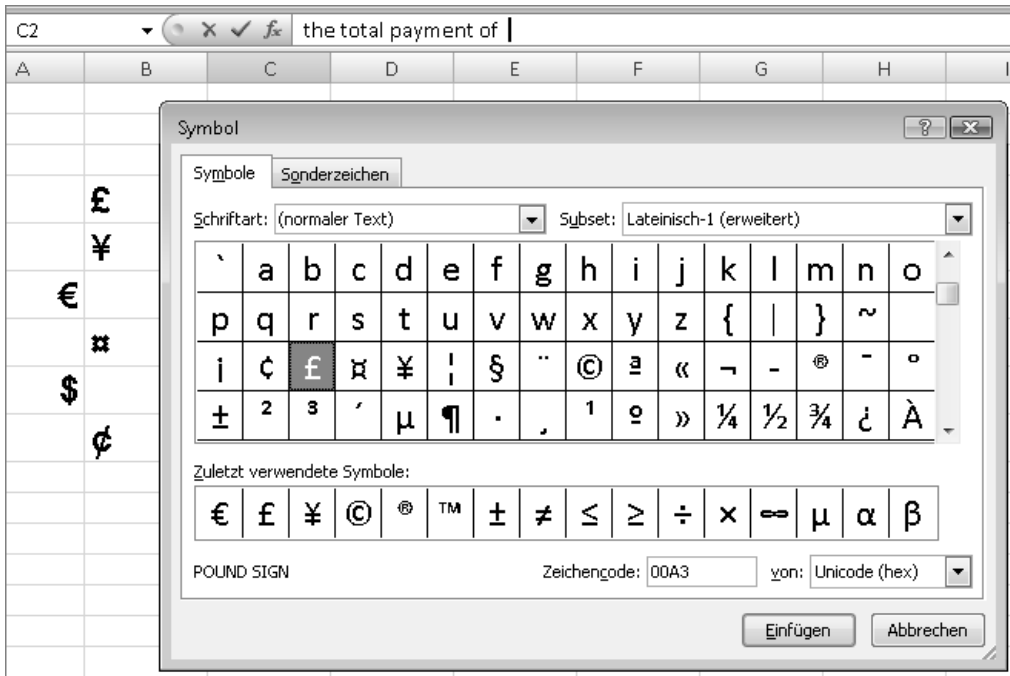 C2 fx the total payment of
A B C D E F G H I
Symbol
Symbole Sonderzeichen
Schriftart: (normaler Text) Subset: Lateinisch-1 (erweitert)
` a b c d e f g h i j k l m n o
p q r s t u v w x y z { | } ~
¡ ¢ £ ¤ ¥ ¦ § ¨ © ª « ¬ - ® ¯ °
± ² ³ ´ µ ¶ · ¸ ¹ º » ¼ ½ ¾ ¿ À
Zuletzt verwendete Symbole:
€ £ ¥ © ® ™ ± ≠ ≤ ≥ ÷ × ∞ µ α β
POUND SIGN Zeichencode: 00A3 von: Unicode (hex)
Einfügen Abbrechen
£
¥
€
¤
$
¢